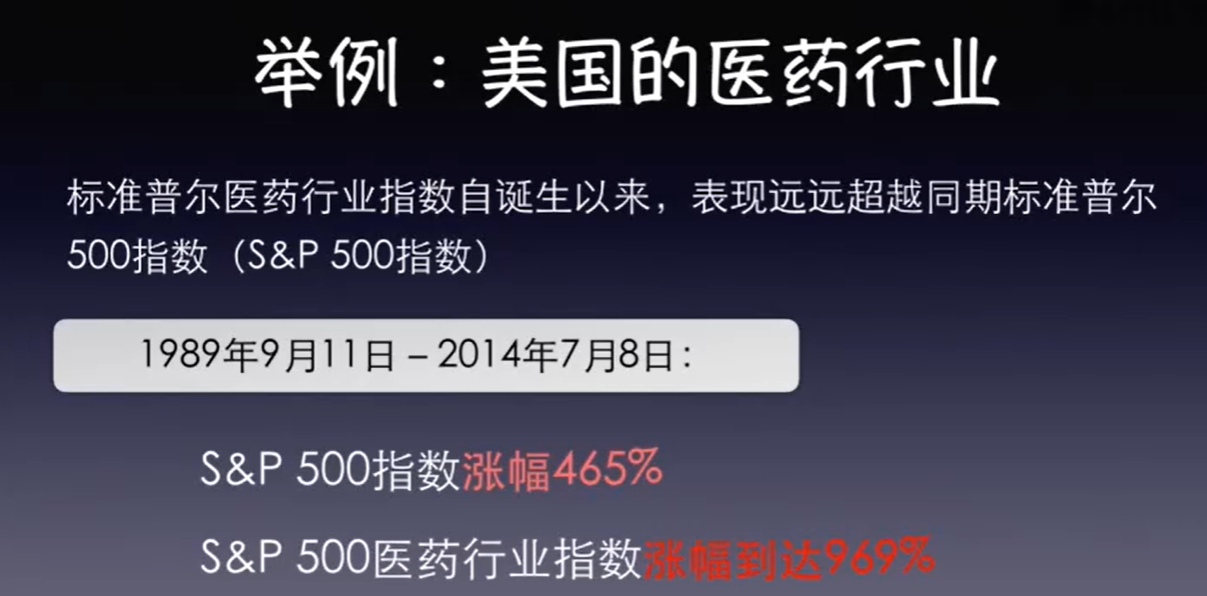 举例：美国的医药行业
标准普尔医药行业指数自诞生以来，表现远远超越同期标准普尔
500指数（S&P 500指数）
1989年9月11日 – 2014年7月8日：
S&P 500指数涨幅465%
S&P 500医药行业指数涨幅到达969%